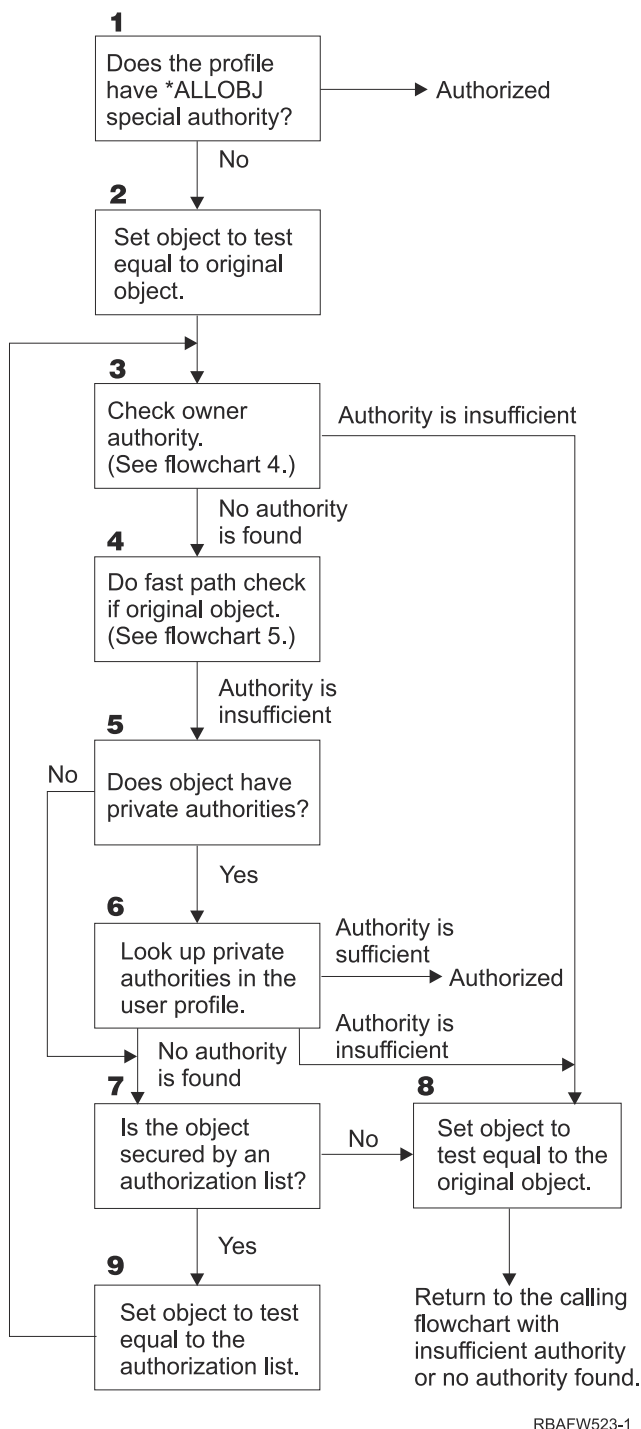 1
Does the profile
have *ALLOBJ
special authority?
Authorized
No
2
Set object to test
equal to original
object.
3
Check owner
authority.
(See flowchart 4.)
Authority is insufficient
No authority
is found
4
Do fast path check
if original object.
(See flowchart 5.)
Authority is
insufficient
5
No
Does object have
private authorities?
Yes
6
Look up private
authorities in the
user profile.
Authority is
sufficient
Authorized
Authority is
insufficient
No authority
is found
7
Is the object
secured by an
authorization list?
No
8
Set object to
test equal to the
original object.
Yes
9
Set object to test
equal to the
authorization list.
Return to the calling
flowchart with
insufficient authority
or no authority found.
RBAFW523-1